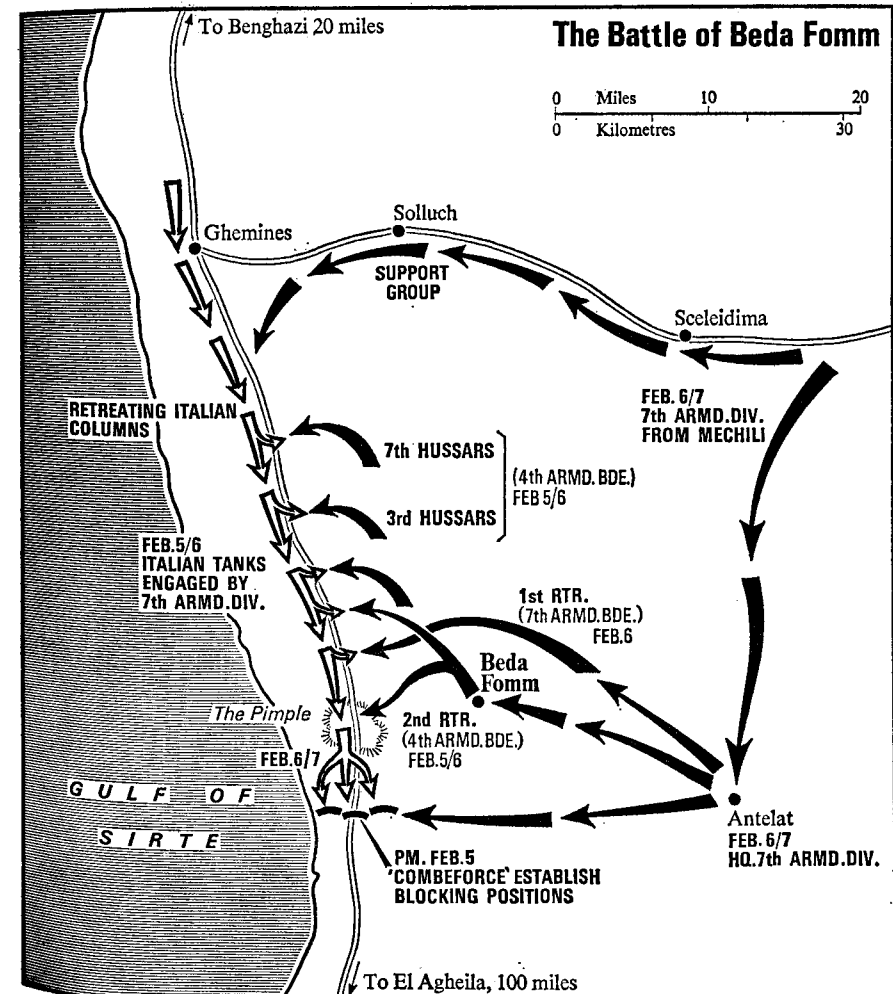 To Benghazi 20 miles
The Battle of Beda Fomm
0 Miles 10 20
0 Kilometres 30
Solluch
Ghemines
SUPPORT
GROUP
Sceleidima
FEB. 6/7
7th ARMD.DIV.
FROM MECHILI
RETREATING ITALIAN
COLUMNS
7th HUSSARS
(4th ARMD.BDE.)
FEB 5/6
3rd HUSSARS
FEB.5/6
ITALIAN TANKS
ENGAGED BY
7th ARMD.DIV.
1st RTR.
(7th ARMD.BDE.)
FEB.6
Beda
Fomm
The Pimple
2nd RTR.
(4th ARMD.BDE.)
FEB.5/6
FEB.6/7
GULF OF
SIRTE
Antelat
FEB. 6/7
HQ.7th ARMD.DIV.
PM. FEB.5
'COMBEFORCE' ESTABLISH
BLOCKING POSITIONS
To El Agheila, 100 miles